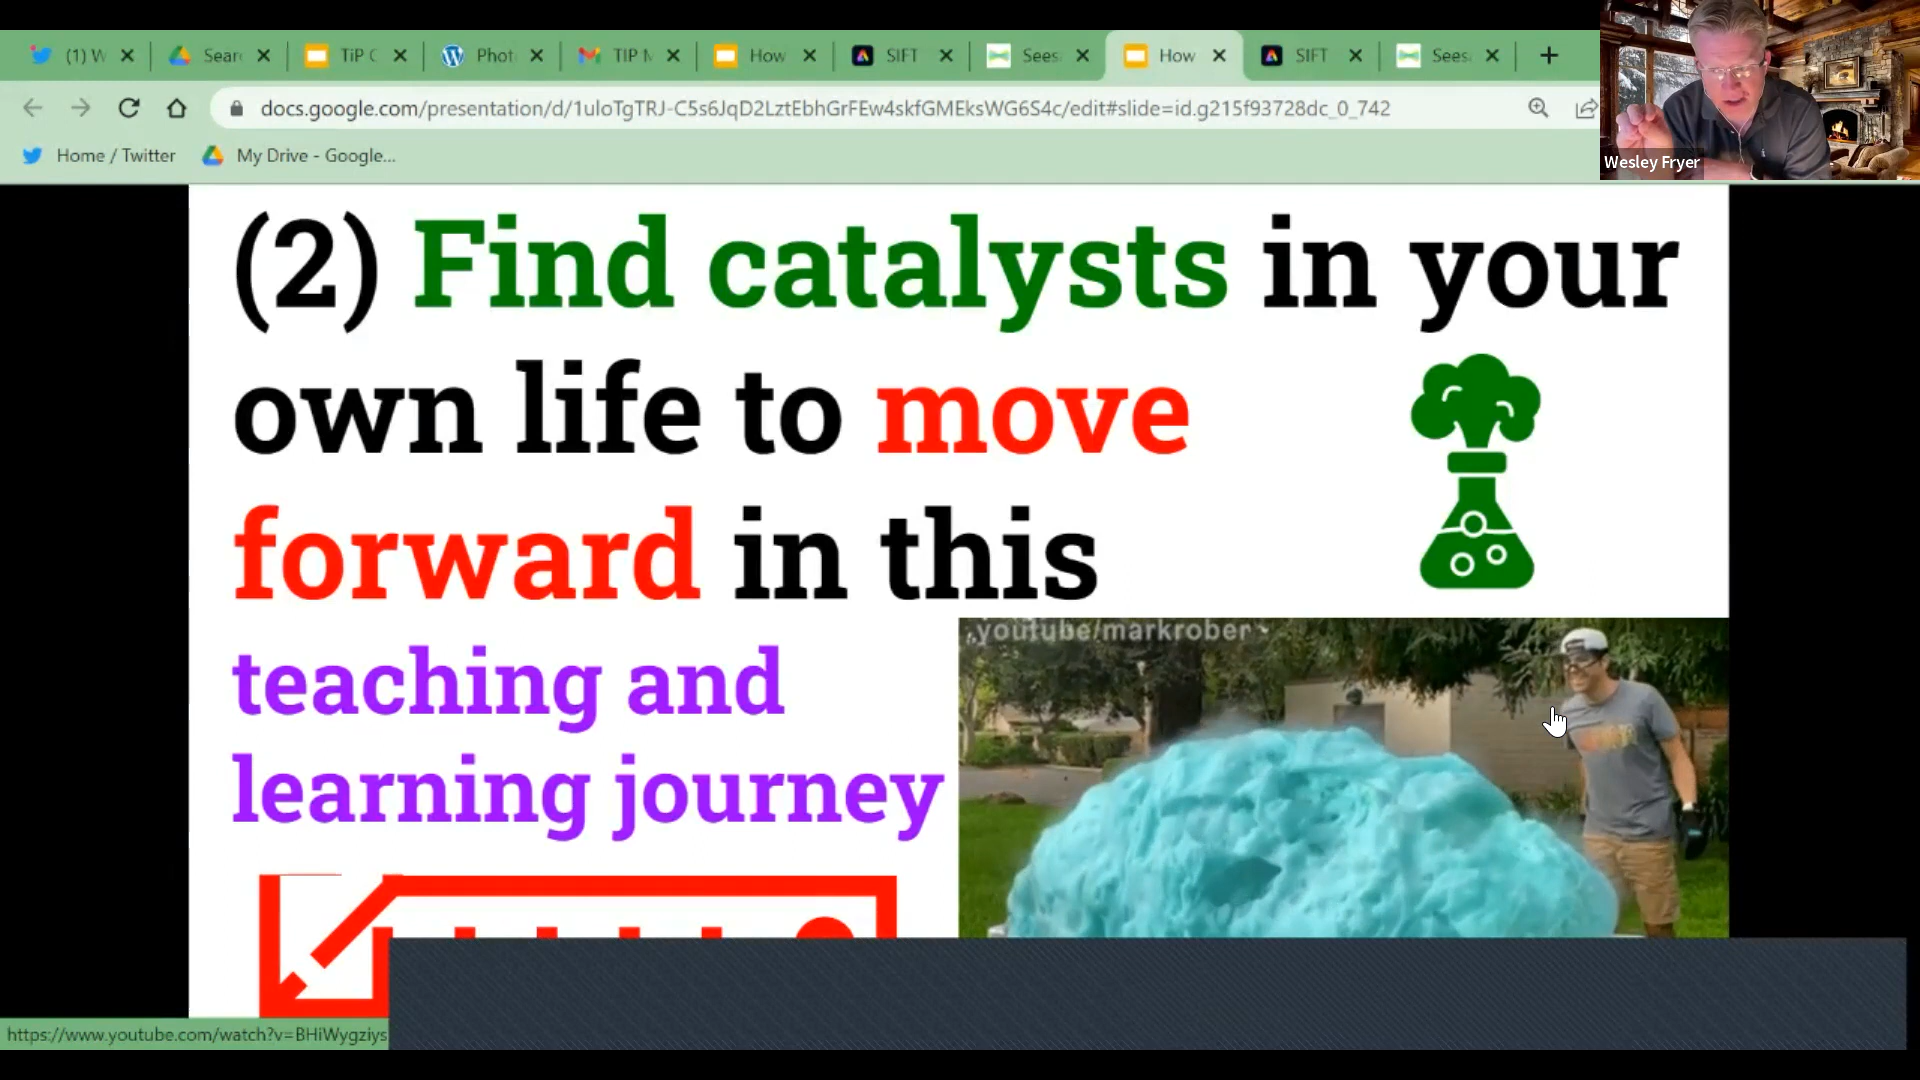 (1) W
Sear
TiP C
Phot
TIP M
How
SIFT
Sees
How
SIFT
Sees
docs.google.com/presentation/d/1uloTgTRJ-C5s6JqD2LztEbhGrFEw4skfGMEksWG6S4c/edit#slide=id.g215f93728dc_0_742
Home / Twitter
My Drive - Google...
Wesley Fryer
(2) Find catalysts in your
own life to move
forward in this
teaching and
learning journey
youtube/markrober
https://www.youtube.com/watch?v=BHiWygziys